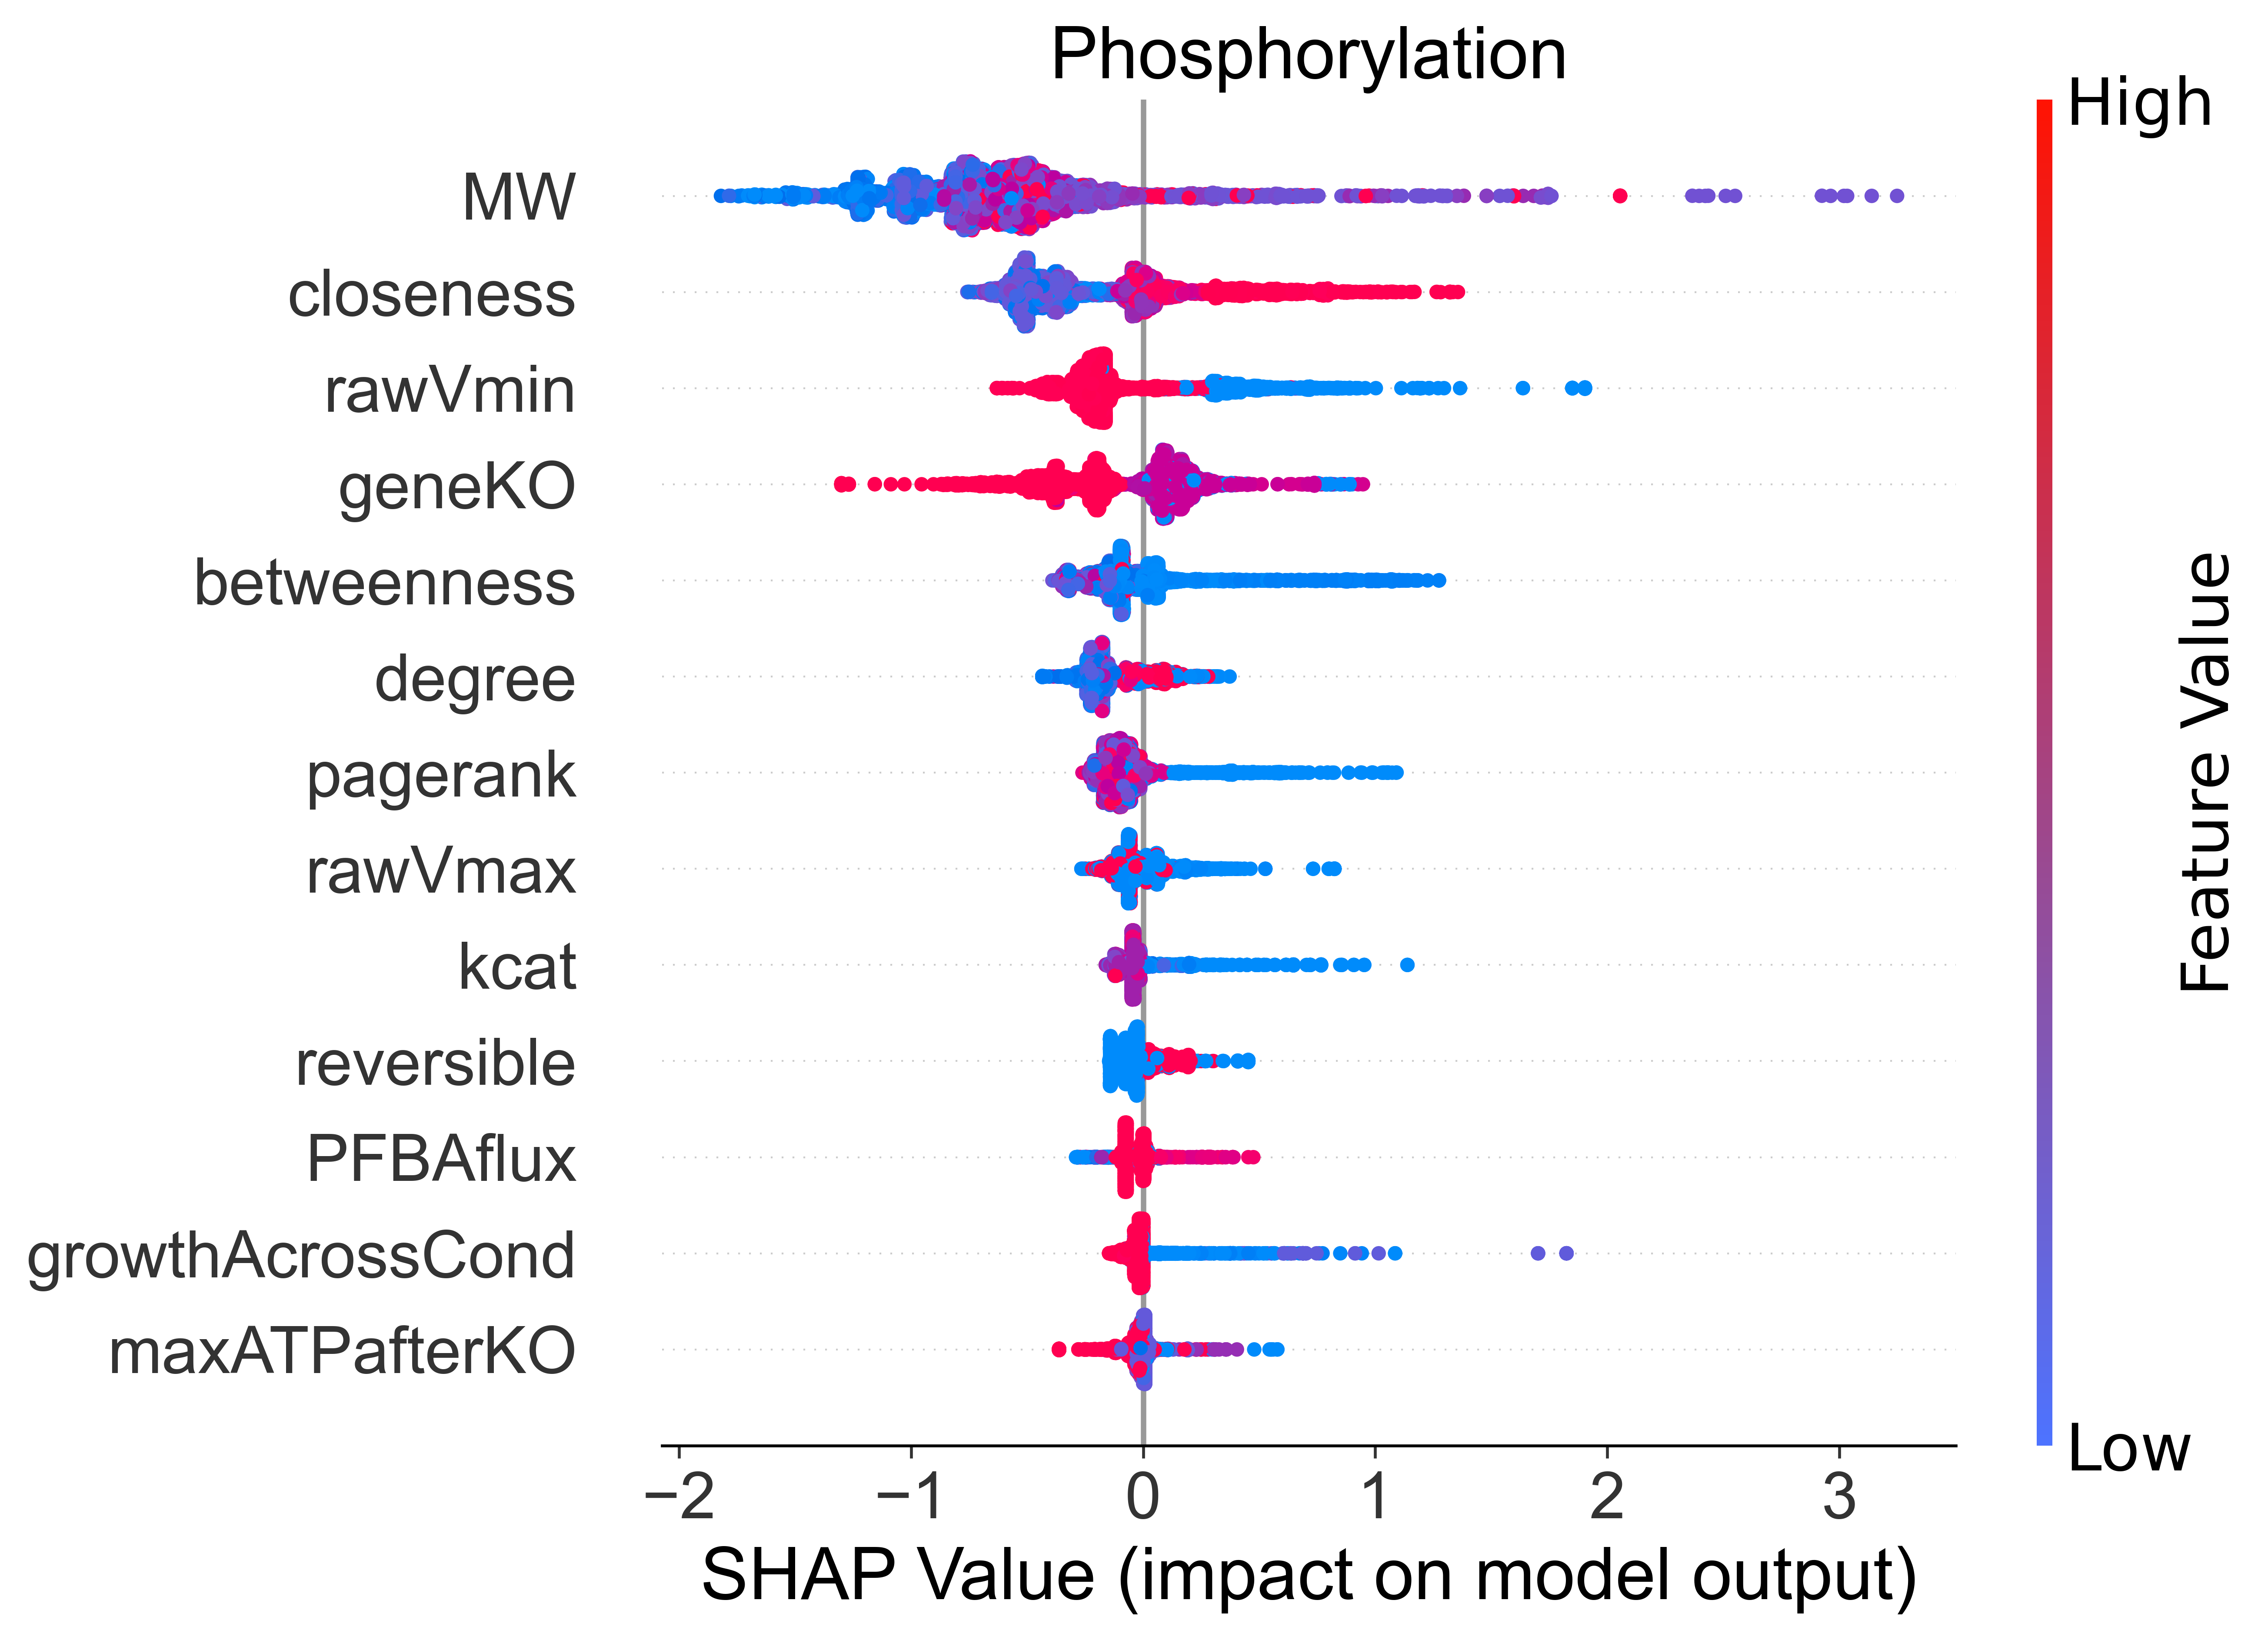 Phosphorylation
High
MW
closeness
rawVmin
geneKO
betweenness
degree
pagerank
rawVmax
kcat
reversible
PFBAflux
growthAcrossCond
maxATPafterKO
Feature Value
Low
−2 −1 0 1 2 3
SHAP Value (impact on model output)